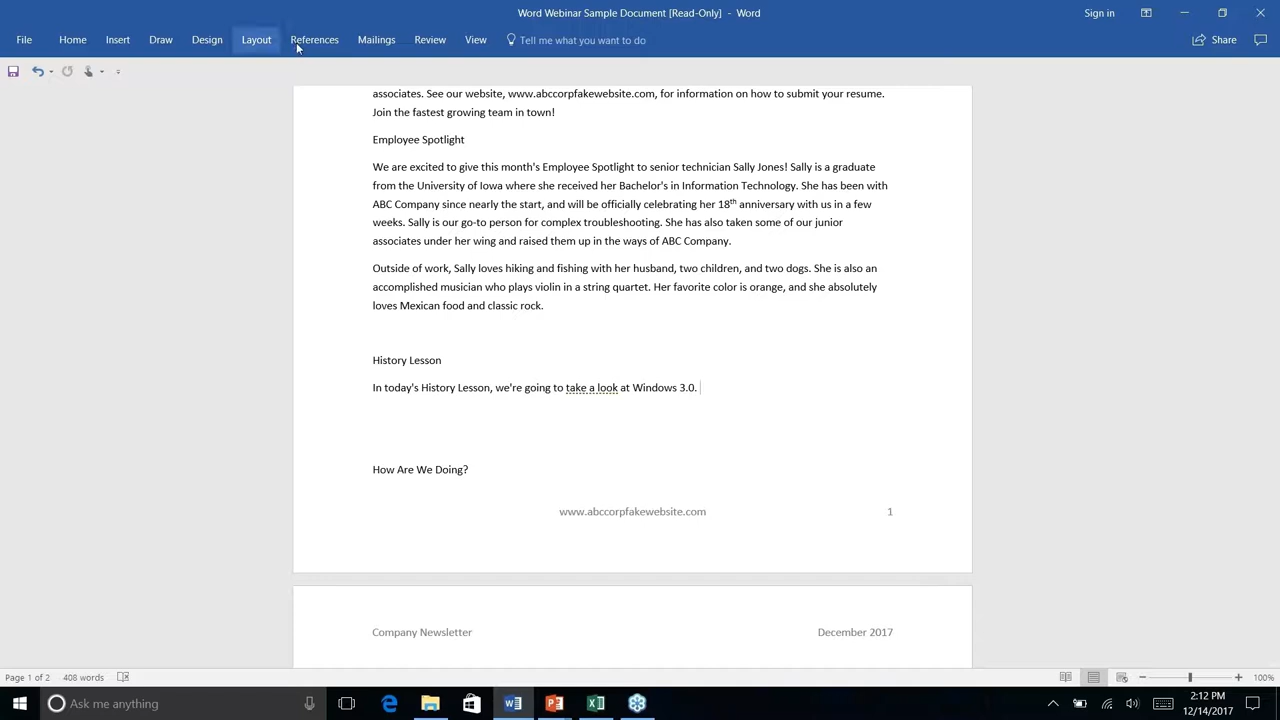 Word Webinar Sample Document [Read-Only] - Word
Sign in
File Home Insert Draw Design Layout References Mailings Review View Tell me what you want to do Share
associates. See our website, www.abccorpfakewebsite.com, for information on how to submit your resume.
Join the fastest growing team in town!
Employee Spotlight
We are excited to give this month's Employee Spotlight to senior technician Sally Jones! Sally is a graduate
from the University of Iowa where she received her Bachelor's in Information Technology. She has been with
ABC Company since nearly the start, and will be officially celebrating her 18th anniversary with us in a few
weeks. Sally is our go-to person for complex troubleshooting. She has also taken some of our junior
associates under her wing and raised them up in the ways of ABC Company.
Outside of work, Sally loves hiking and fishing with her husband, two children, and two dogs. She is also an
accomplished musician who plays violin in a string quartet. Her favorite color is orange, and she absolutely
loves Mexican food and classic rock.
History Lesson
In today's History Lesson, we're going to take a look at Windows 3.0.
How Are We Doing?
www.abccorpfakewebsite.com 1
Company Newsletter December 2017
Page 1 of 2 408 words 100%
Ask me anything
2:12 PM
12/14/2017